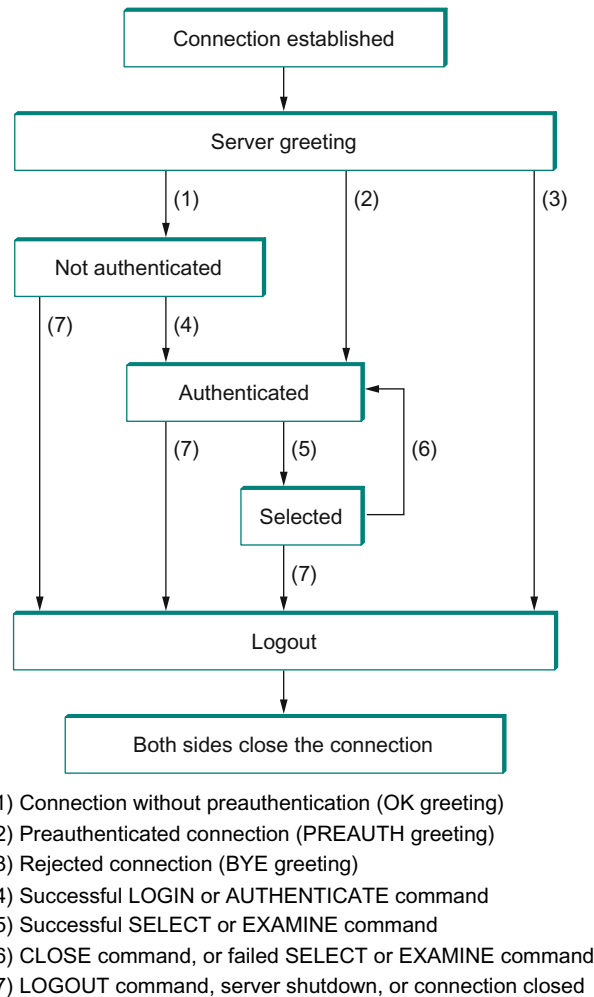 Connection established
Server greeting
(1)
(2)
(3)
Not authenticated
(7)
(4)
Authenticated
(7)
(5)
(6)
Selected
(7)
Logout
Both sides close the connection
1) Connection without preauthentication (OK greeting)
2) Preauthenticated connection (PREAUTH greeting)
3) Rejected connection (BYE greeting)
4) Successful LOGIN or AUTHENTICATE command
5) Successful SELECT or EXAMINE command
6) CLOSE command, or failed SELECT or EXAMINE command
7) LOGOUT command, server shutdown, or connection closed